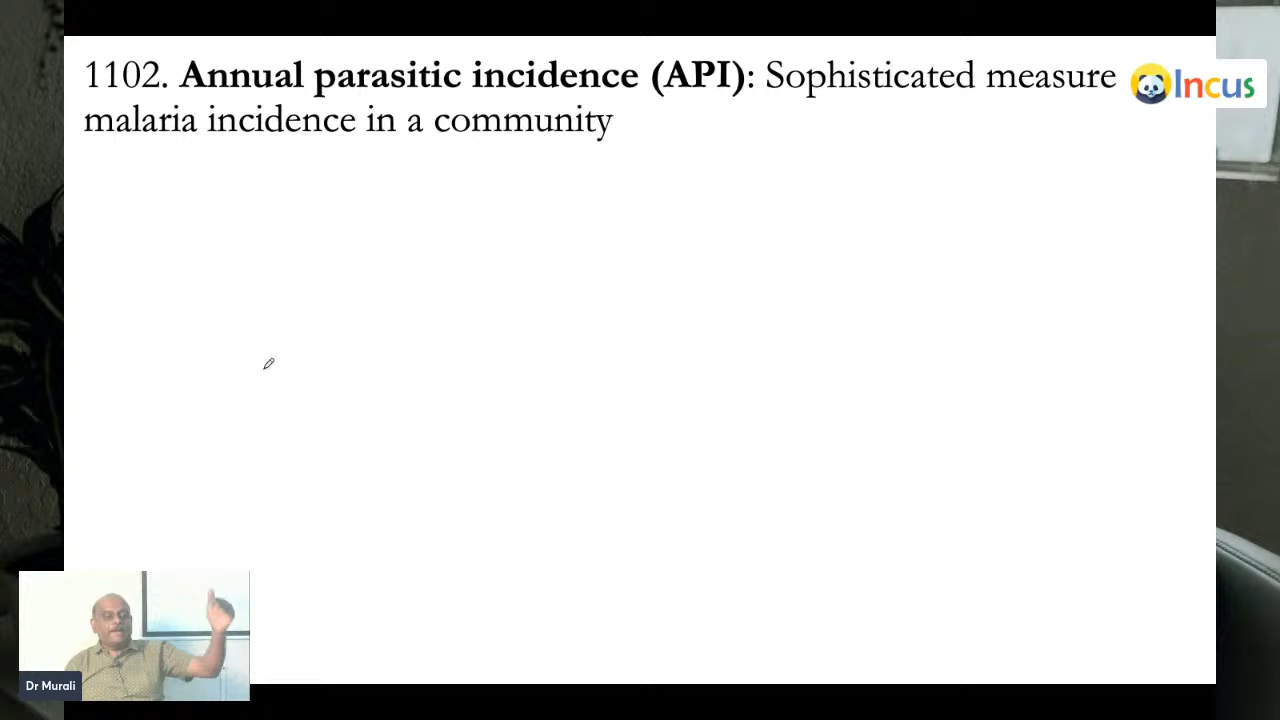 1102. Annual parasitic incidence (API): Sophisticated measure
malaria incidence in a community
Incus
Dr Murali